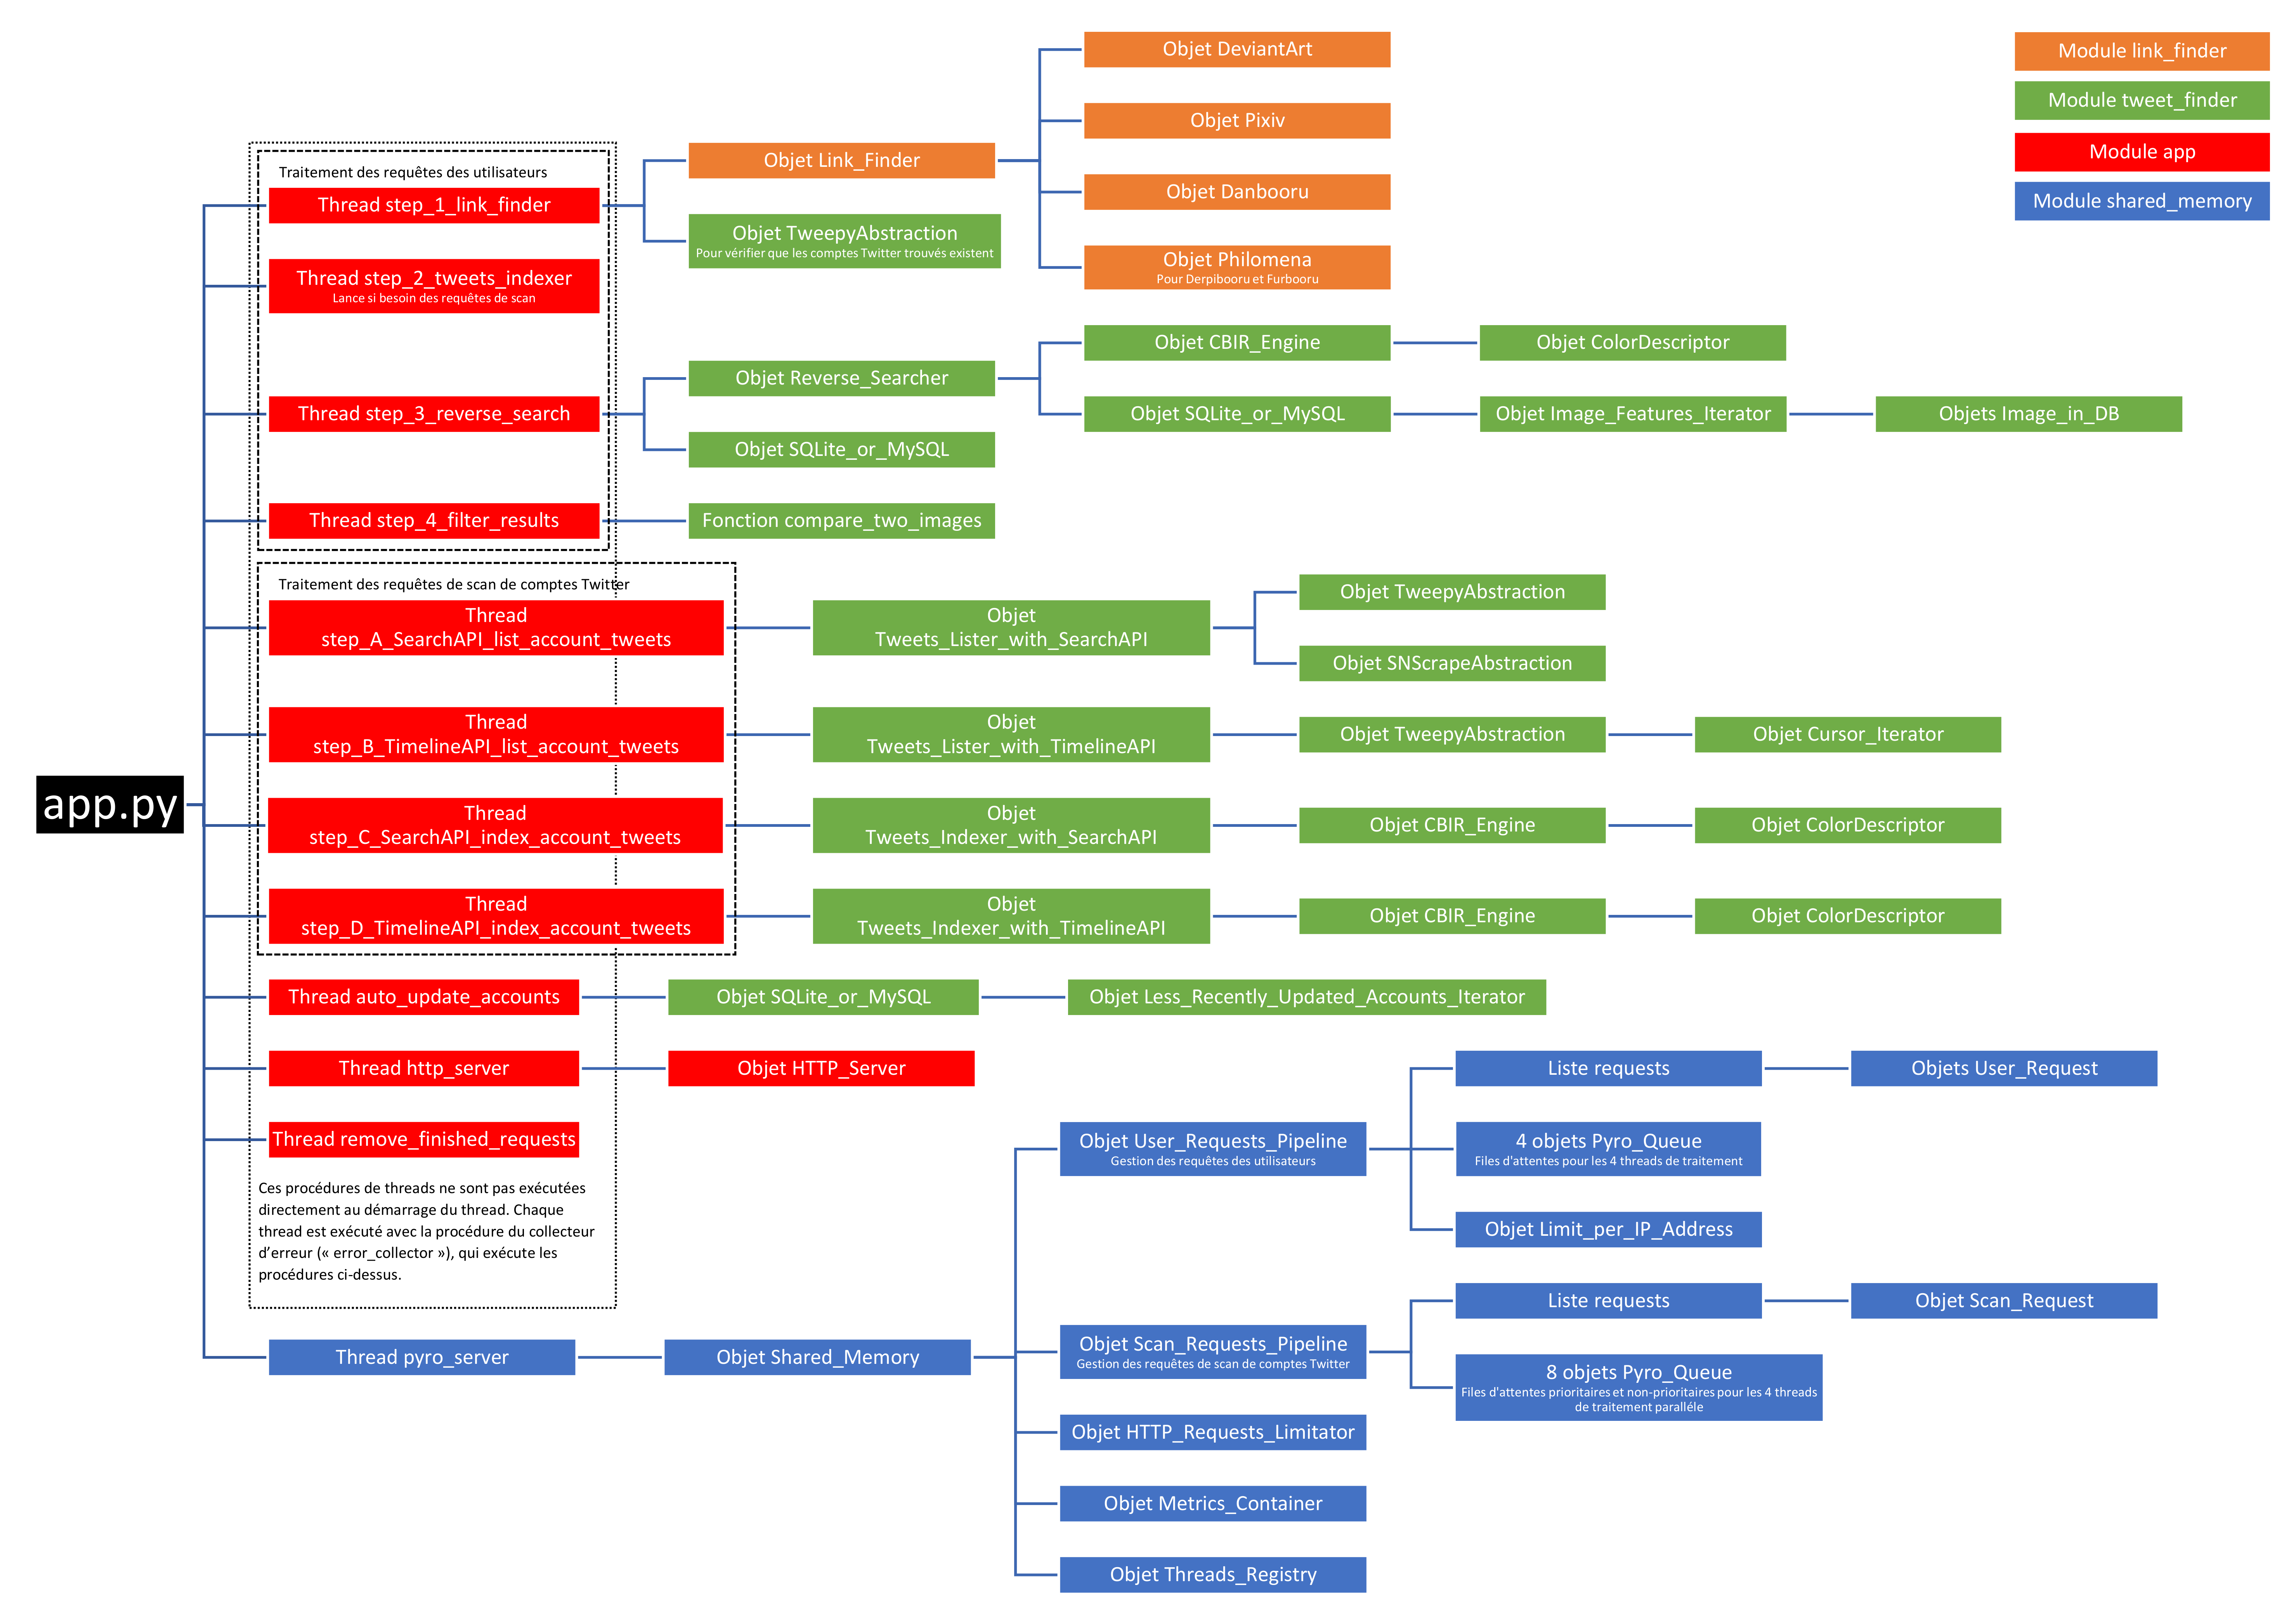 Objet DeviantArt
Module link_finder
Objet Pixiv
Module tweet_finder
Objet Link_Finder
Module app
Traitement des requêtes des utilisateurs
Thread step_1_link_finder
Objet Danbooru
Module shared_memory
Objet TweepyAbstraction
Pour vérifier que les comptes Twitter trouvés existent
Objet Philomena
Pour Derpibooru et Furbooru
Thread step_2_tweets_indexer
Lance si besoin des requêtes de scan
Objet CBIR_Engine
Objet ColorDescriptor
Objet Reverse_Searcher
Thread step_3_reverse_search
Objet SQLite_or_MySQL
Objet Image_Features_Iterator
Objets Image_in_DB
Objet SQLite_or_MySQL
Thread step_4_filter_results
Fonction compare_two_images
Traitement des requêtes de scan de comptes Twitter
Thread
step_A_SearchAPI_list_account_tweets
Objet
Tweets_Lister_with_SearchAPI
Objet TweepyAbstraction
Objet SNScrapeAbstraction
Thread
step_B_TimelineAPI_list_account_tweets
Objet
Tweets_Lister_with_TimelineAPI
Objet TweepyAbstraction
Objet Cursor_Iterator
app.py
Thread
step_C_SearchAPI_index_account_tweets
Objet
Tweets_Indexer_with_SearchAPI
Objet CBIR_Engine
Objet ColorDescriptor
Thread
step_D_TimelineAPI_index_account_tweets
Objet
Tweets_Indexer_with_TimelineAPI
Objet CBIR_Engine
Objet ColorDescriptor
Thread auto_update_accounts
Objet SQLite_or_MySQL
Objet Less_Recently_Updated_Accounts_Iterator
Thread http_server
Objet HTTP_Server
Liste requests
Objets User_Request
Thread remove_finished_requests
Objet User_Requests_Pipeline
Gestion des requêtes des utilisateurs
4 objets Pyro_Queue
Files d'attentes pour les 4 threads de traitement
Objet Limit_per_IP_Address
Ces procédures de threads ne sont pas exécutées
directement au démarrage du thread. Chaque
thread est exécuté avec la procédure du collecteur
d’erreur (« error_collector »), qui exécute les
procédures ci-dessus.
Liste requests
Objet Scan_Request
Thread pyro_server
Objet Shared_Memory
Objet Scan_Requests_Pipeline
Gestion des requêtes de scan de comptes Twitter
8 objets Pyro_Queue
Files d'attentes prioritaires et non-prioritaires pour les 4 threads
de traitement paralléle
Objet HTTP_Requests_Limitator
Objet Metrics_Container
Objet Threads_Registry